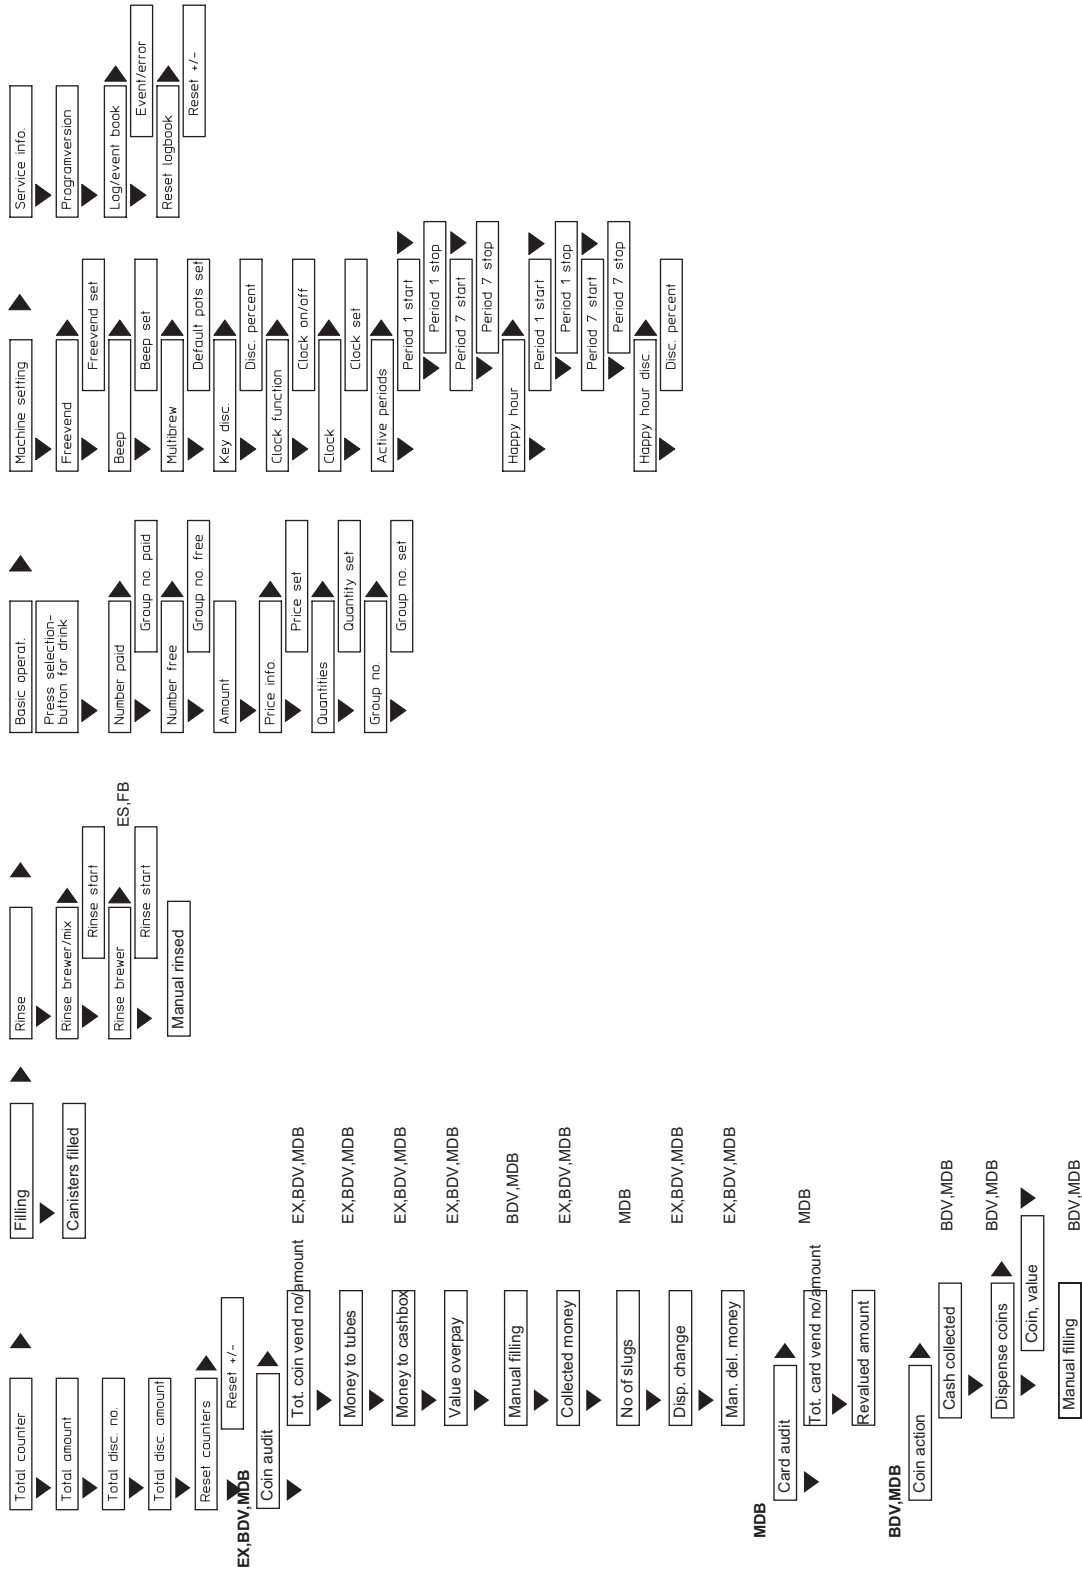 Total counter
Total amount
Total disc. no.
Total disc. amount
Reset counters
Reset +/-
EX,BDV,MDB
Coin audit
Tot. coin vend no/amount
EX,BDV,MDB
Money to tubes
EX,BDV,MDB
Money to cashbox
EX,BDV,MDB
Value overpay
EX,BDV,MDB
Manual filling
BDV,MDB
Collected money
EX,BDV,MDB
No of slugs
MDB
Disp. change
EX,BDV,MDB
Man. del. money
EX,BDV,MDB
MDB
Card audit
Tot. card vend no/amount
MDB
Revalued amount
BDV,MDB
Coin action
Cash collected
BDV,MDB
Dispense coins
BDV,MDB
Coin, value
Manual filling
BDV,MDB
Filling
Canisters filled
Rinse
Rinse brewer/mix
Rinse start
Rinse brewer
ES,FB
Rinse start
Manual rinsed
Basic operat.
Press selection-
button for drink
Number paid
Group no. paid
Number free
Group no. free
Amount
Price info.
Price set
Quantities
Quantity set
Group no.
Group no. set
Machine setting
Freevend
Freevend set
Beep
Beep set
Multibrew
Default pots set
Key disc.
Disc. percent
Clock function
Clock on/off
Clock
Clock set
Active periods
Period 1 start
Period 1 stop
Period 7 start
Period 7 stop
Happy hour
Period 1 start
Period 1 stop
Period 7 start
Period 7 stop
Happy hour disc.
Disc. percent
Service info.
Programversion
Log/event book
Event/error
Reset logbook
Reset +/-